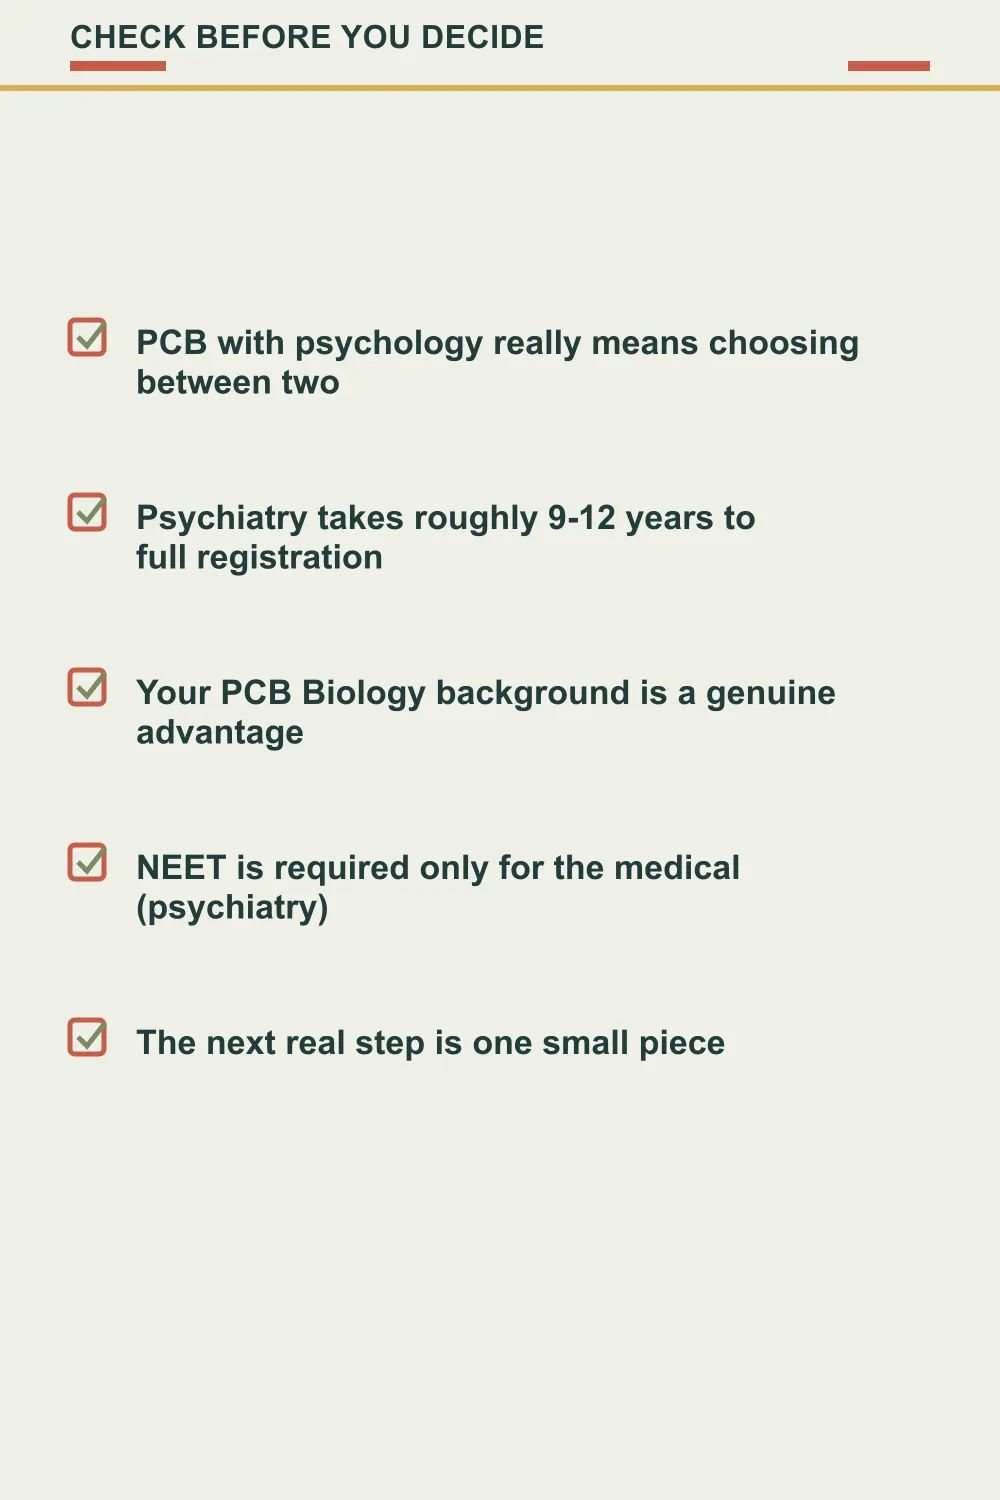 CHECK BEFORE YOU DECIDE
PCB with psychology really means choosing
between two
Psychiatry takes roughly 9-12 years to
full registration
Your PCB Biology background is a genuine
advantage
NEET is required only for the medical
(psychiatry)
The next real step is one small piece